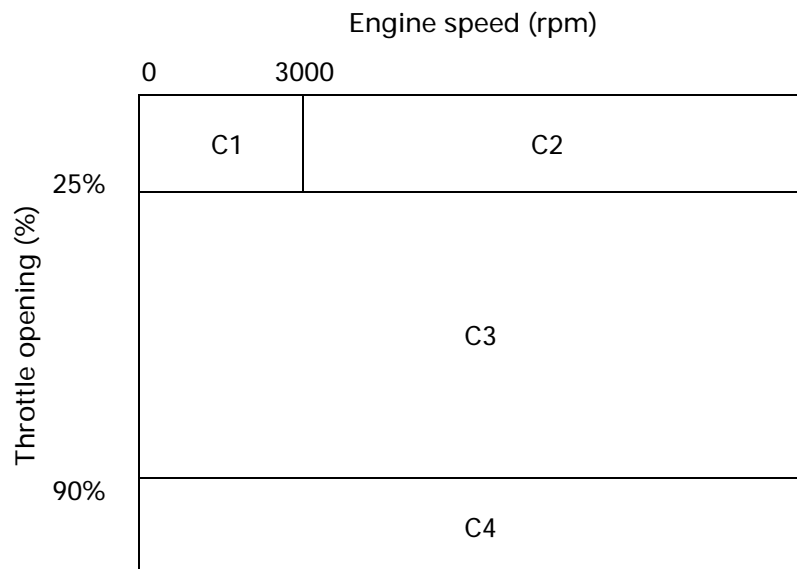 Engine speed (rpm)
0 3000
C1 C2
25%
Throttle opening (%)
C3
90%
C4